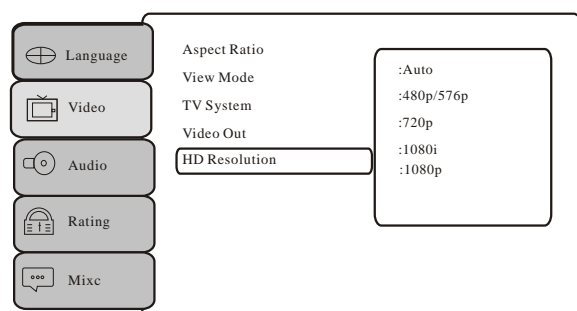 Language
Video
Audio
Rating
Mixc
Aspect Ratio
View Mode
TV System
Video Out
HD Resolution
:Auto
:480p/576p
:720p
:1080i
:1080p